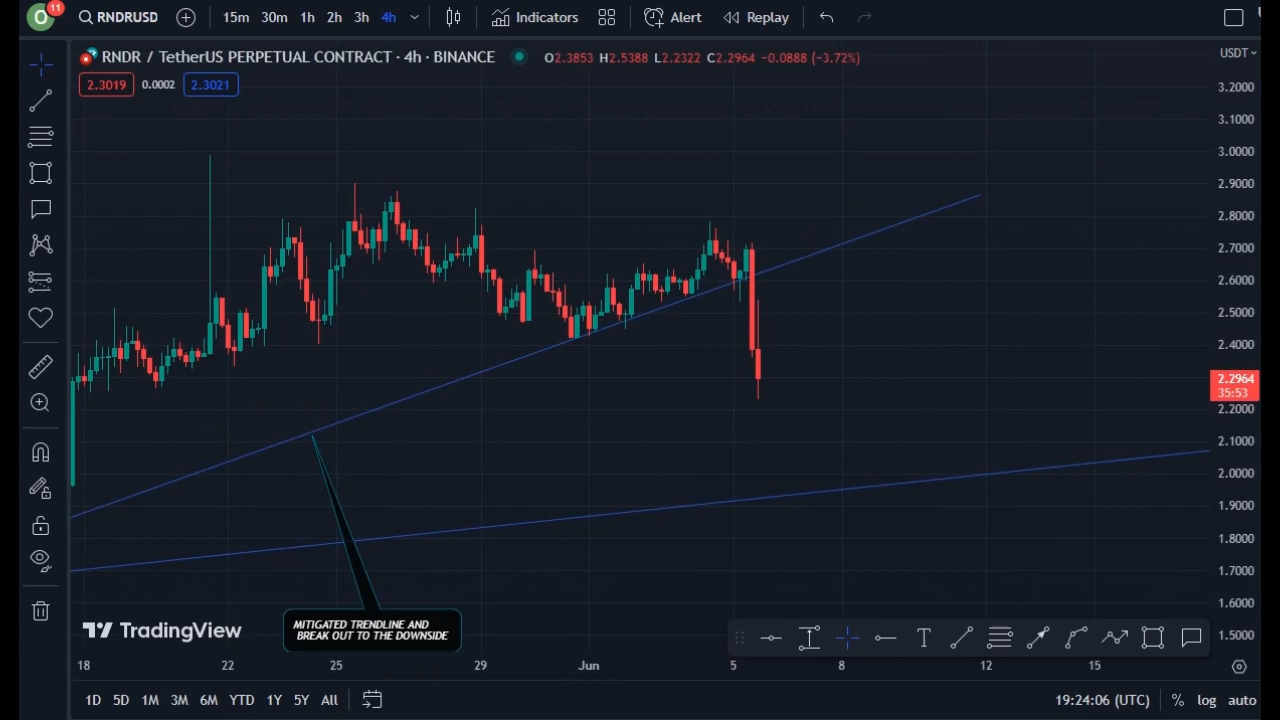 O 11 RNDRUSD 15m 30m 1h 2h 3h 4h Indicators Alert Replay
RNDR / TetherUS PERPETUAL CONTRACT · 4h · BINANCE O2.3853 H2.5388 L2.2322 C2.2964 -0.0888 (-3.72%) USDT
2.3019 0.0002 2.3021
3.2000
3.1000
3.0000
2.9000
2.8000
2.7000
2.6000
2.5000
2.4000
2.2964
35:53
2.2000
2.1000
2.0000
1.9000
1.8000
1.7000
1.6000
1.5000
MITIGATED TRENDLINE AND
BREAK OUT TO THE DOWNSIDE
TradingView
T
18 22 25 29 Jun 5 8 12 15
1D 5D 1M 3M 6M YTD 1Y 5Y All 19:24:06 (UTC) % log auto